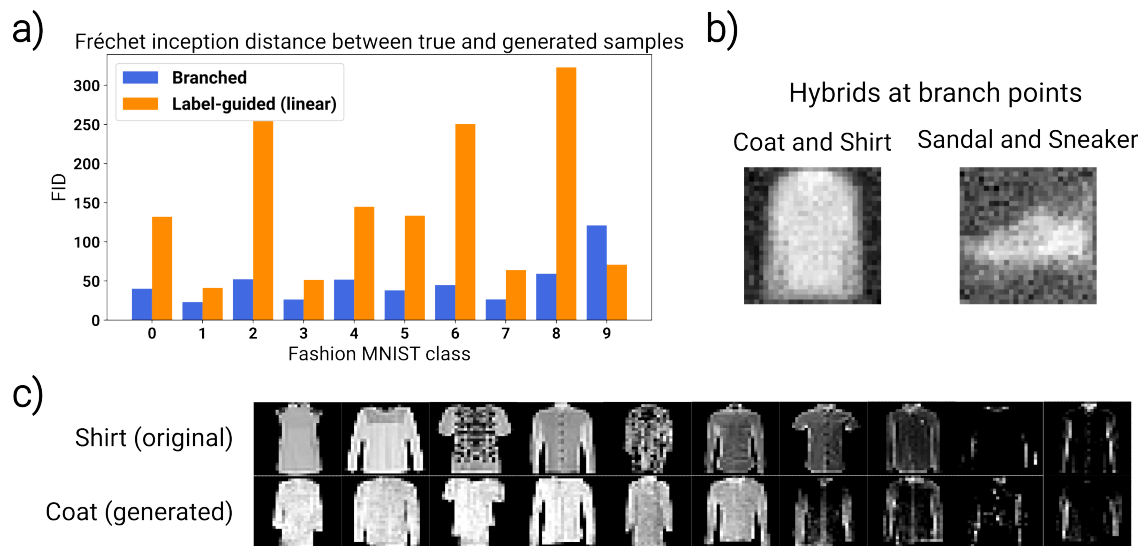 a)
Fréchet inception distance between true and generated samples
Branched
Label-guided (linear)
300
250
200
150
100
50
0
FID
0 1 2 3 4 5 6 7 8 9
Fashion MNIST class
b)
Hybrids at branch points
Coat and Shirt
Sandal and Sneaker
c)
Shirt (original)
Coat (generated)